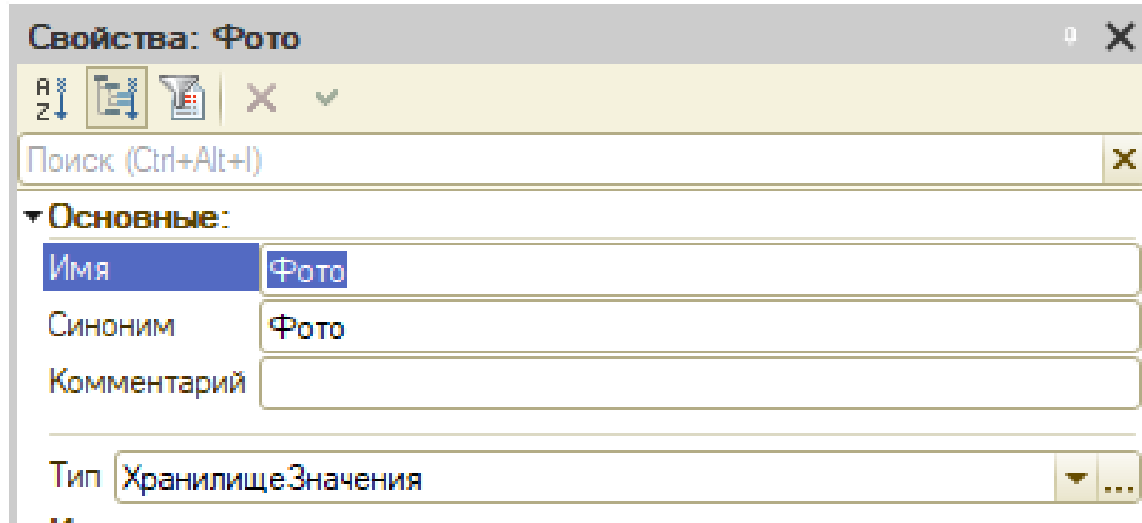 Свойства: Фото
Поиск (Ctrl+Alt+I)
Основные:
Имя Фото
Синоним Фото
Комментарий
Тип ХранилищеЗначения ...